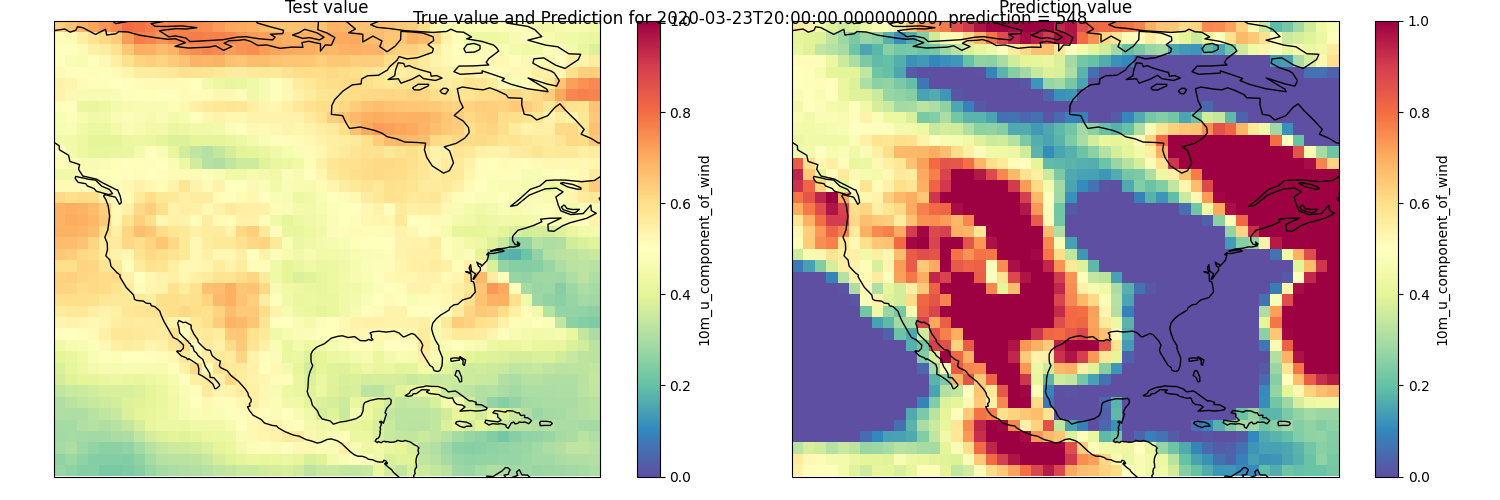 Test value
Prediction value
True value and Prediction for 2020-03-23T20:00:00.000000000, prediction = 548
1.0
0.8
0.6
0.4
0.2
0.0
10m_u_component_of_wind
1.0
0.8
0.6
0.4
0.2
0.0
10m_u_component_of_wind